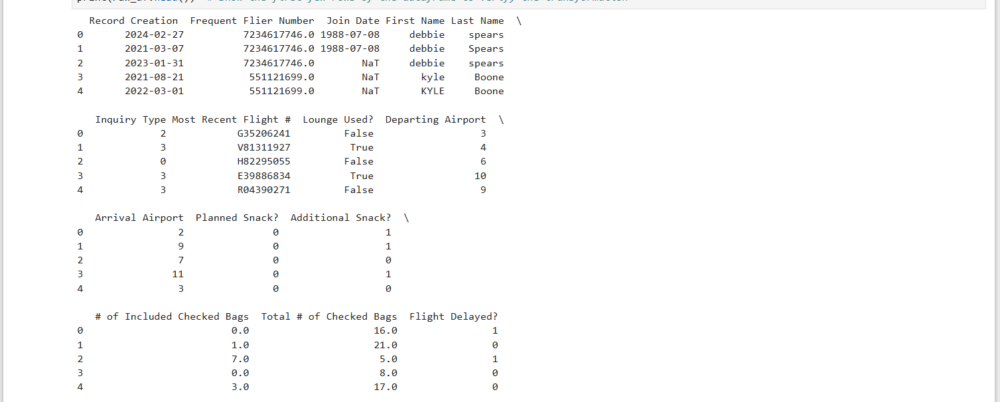 Record Creation  Frequent Flier Number  Join Date First Name Last Name  \
0       2024-02-27          7234617746.0 1988-07-08     debbie    spears
1       2021-03-07          7234617746.0 1988-07-08     debbie    Spears
2       2023-01-31          7234617746.0        NaT     debbie    spears
3       2021-08-21           551121699.0        NaT       kyle     Boone
4       2022-03-01           551121699.0        NaT       KYLE     Boone
Inquiry Type Most Recent Flight #  Lounge Used?  Departing Airport  \
0             2            G35206241         False                  3
1             3            V81311927          True                  4
2             0            H82295055         False                  6
3             3            E39886834          True                 10
4             3            R04390271         False                  9
Arrival Airport  Planned Snack?  Additional Snack?  \
0                2               0                  1
1                9               0                  1
2                7               0                  0
3               11               0                  1
4                3               0                  0
# of Included Checked Bags  Total # of Checked Bags  Flight Delayed?
0                         0.0                     16.0                1
1                         1.0                     21.0                0
2                         7.0                      5.0                1
3                         0.0                      8.0                0
4                         3.0                     17.0                0